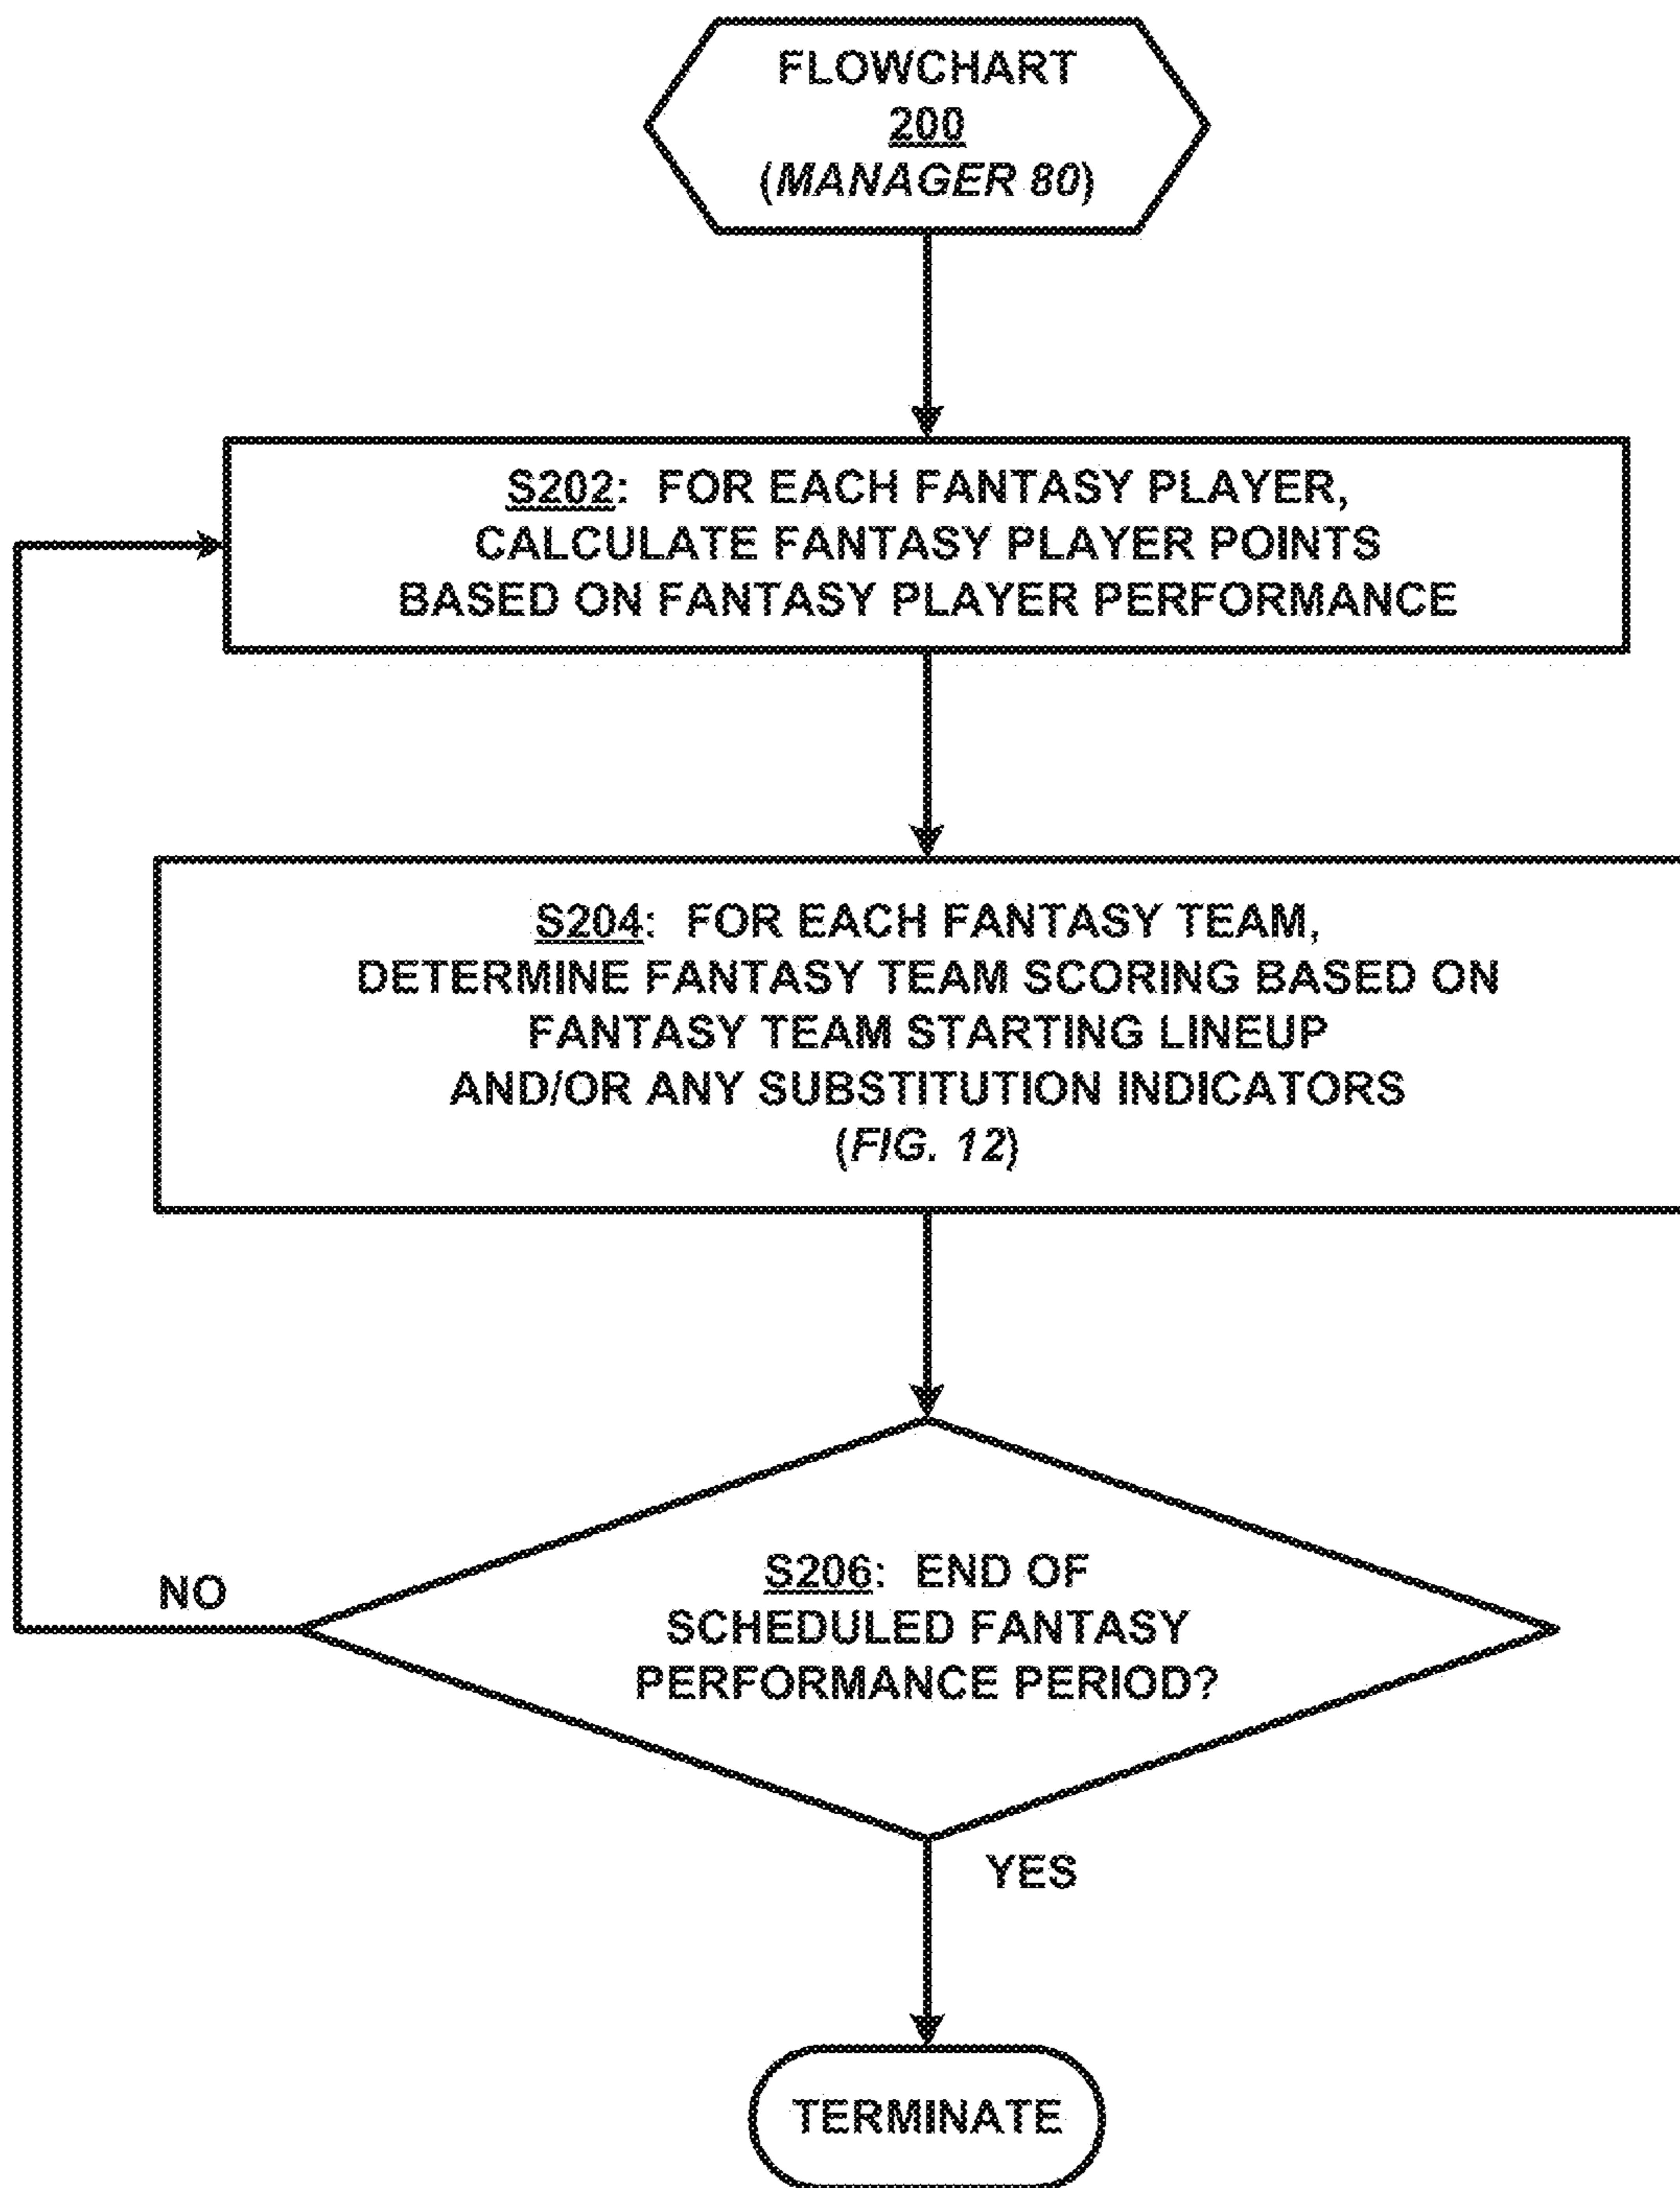 FLOWCHART
200
(MANAGER 80)
S202: FOR EACH FANTASY PLAYER,
CALCULATE FANTASY PLAYER POINTS
BASED ON FANTASY PLAYER PERFORMANCE
S204: FOR EACH FANTASY TEAM,
DETERMINE FANTASY TEAM SCORING BASED ON
FANTASY TEAM STARTING LINEUP
AND/OR ANY SUBSTITUTION INDICATORS
(FIG. 12)
S206: END OF
SCHEDULED FANTASY
PERFORMANCE PERIOD?
NO
YES
TERMINATE